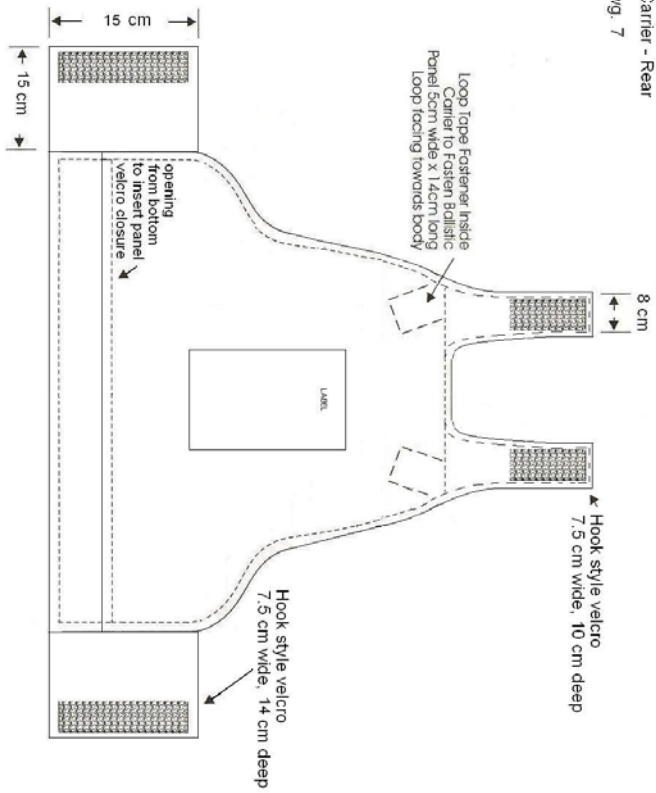 Carrier - Rear
wg. 7
15 cm
15 cm
Loop Tape Fastener Inside
Carrier to Fasten Ballistic
Panel 5cm wide x 14cm long
Loop facing towards body
8 cm
opening
from bottom
to insert panel
velcro closure
LABEL
Hook style velcro
7.5 cm wide, 10 cm deep
Hook style velcro
7.5 cm wide, 14 cm deep